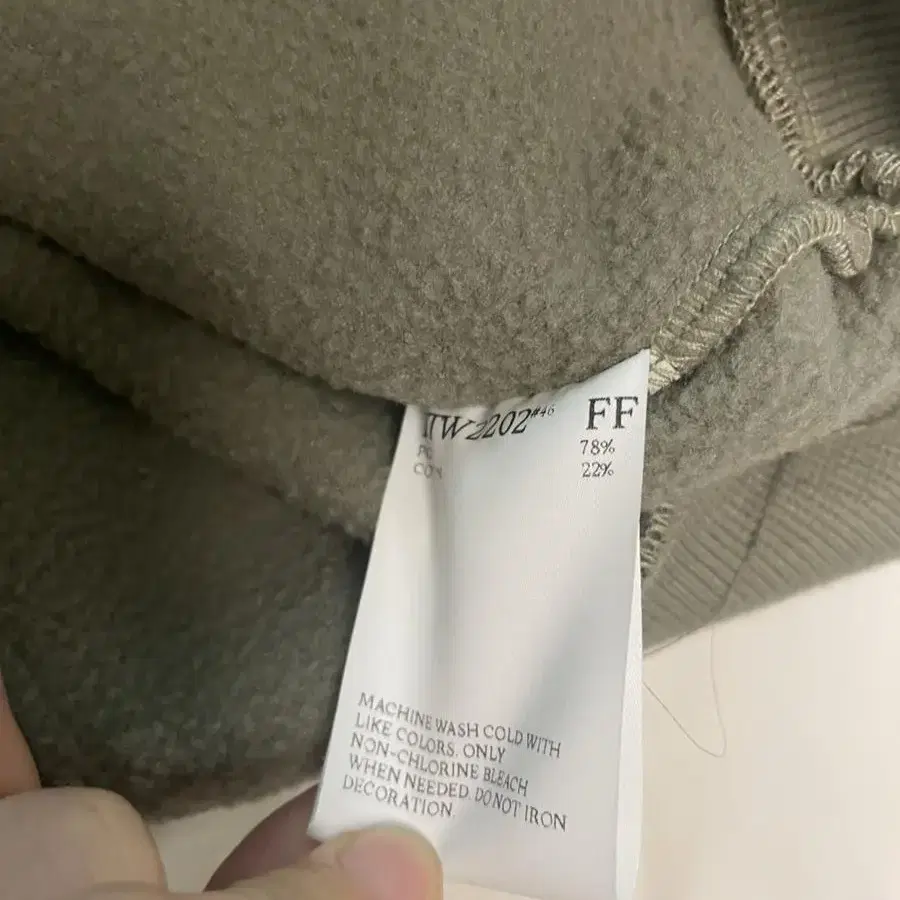 #46 FF
78%
22%
MACHINE WASH COLD WITH
LIKE COLORS. ONLY
NON-CHLORINE BLEACH
WHEN NEEDED. DO NOT IRON
DECORATION.